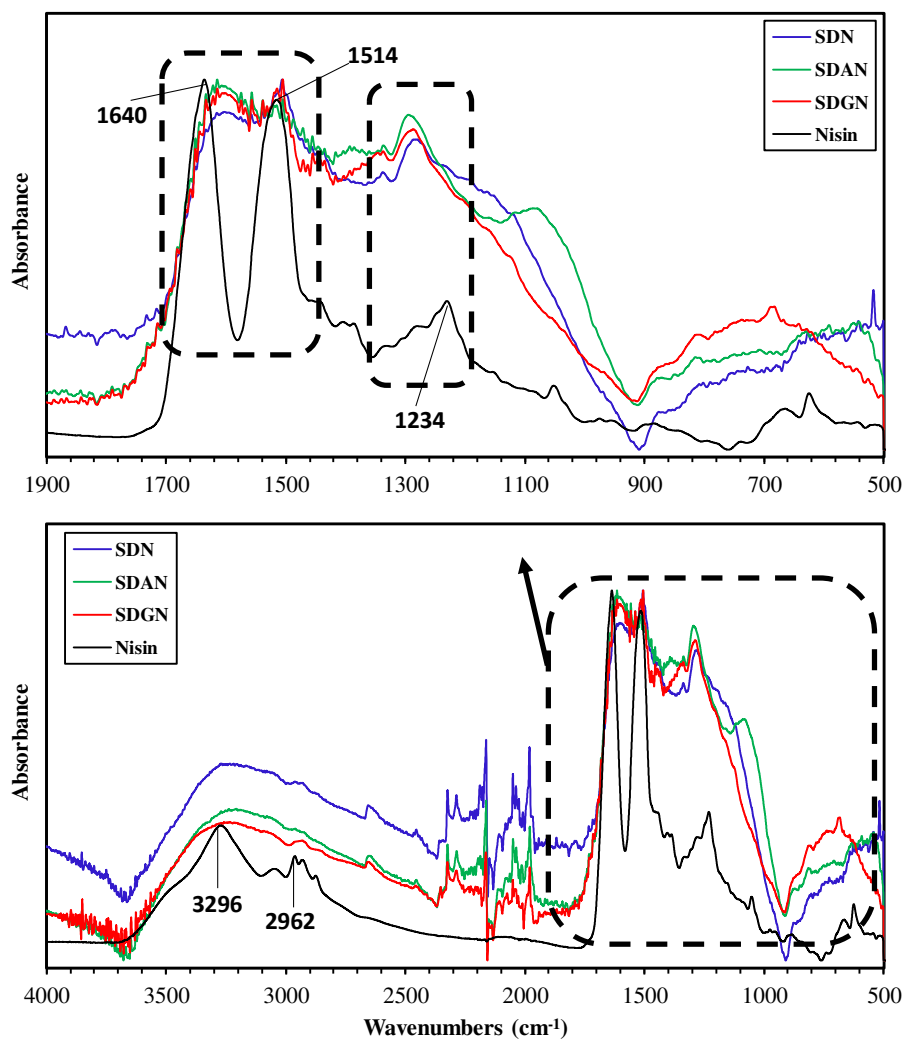 1514
1640
SDN
SDAN
SDGN
Nisin
Absorbance
1234
1900 1700 1500 1300 1100 900 700 500
SDN
SDAN
SDGN
Nisin
Absorbance
3296
2962
4000 3500 3000 2500 2000 1500 1000 500
Wavenumbers (cm-1)